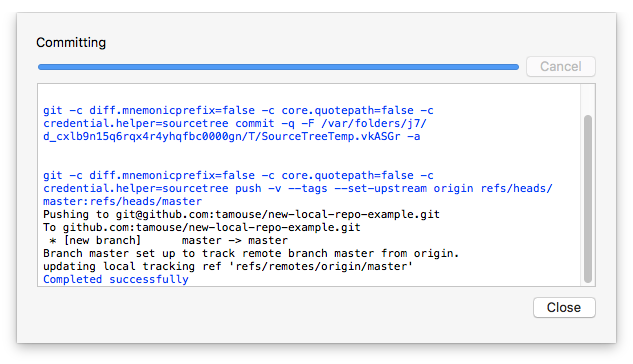 Committing
Cancel
git -c diff.mnemonicprefix=false -c core.quotepath=false -c
credential.helper=sourcetree commit -q -F /var/folders/j7/
d_cxlb9n15q6rqx4r4yhqfbc0000gn/T/SourceTreeTemp.vkASGr -a
git -c diff.mnemonicprefix=false -c core.quotepath=false -c
credential.helper=sourcetree push -v --tags --set-upstream origin refs/heads/
master:refs/heads/master
Pushing to git@github.com:tamouse/new-local-repo-example.git
To git@github.com:tamouse/new-local-repo-example.git
 * [new branch]      master -> master
Branch master set up to track remote branch master from origin.
updating local tracking ref 'refs/remotes/origin/master'
Completed successfully
Close